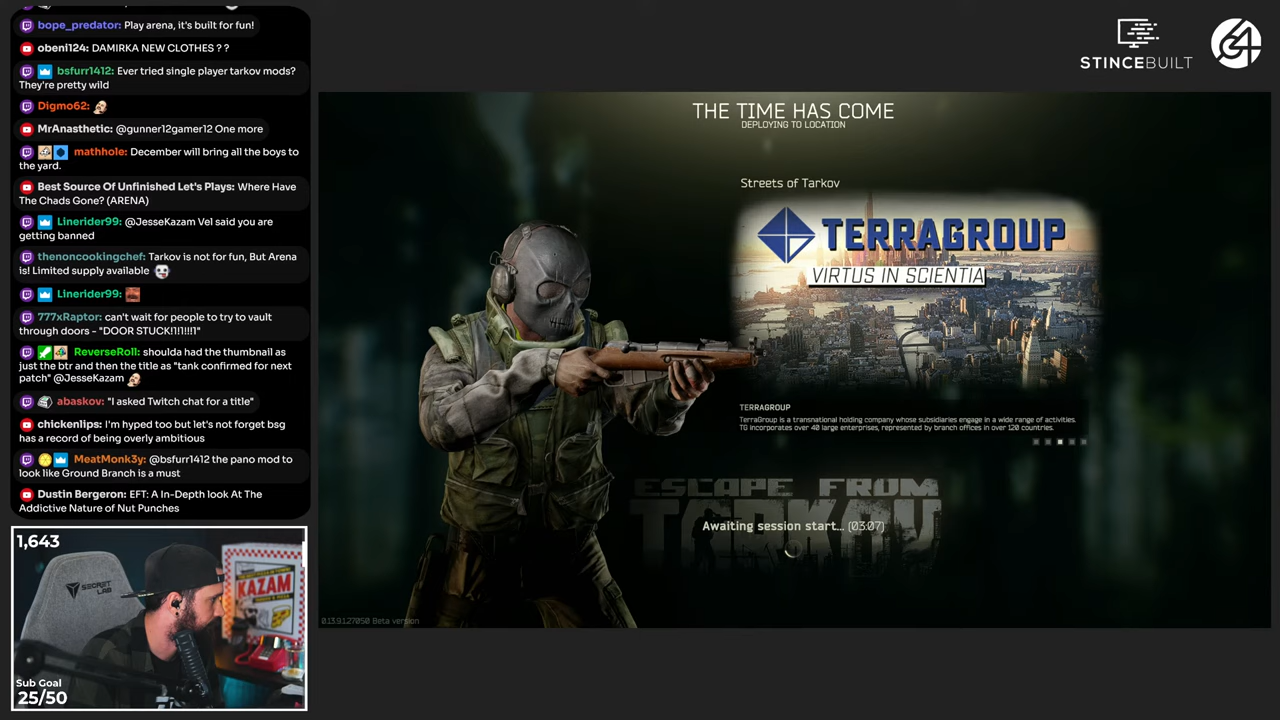 bope_predator: Play arena, it's built for fun!
obeni124: DAMIRKA NEW CLOTHES ? ?
bsfurr1412: Ever tried single player tarkov mods?
They're pretty wild
Digmo62:
MrAnasthetic: @gunner12gamer12 One more
mathhole: December will bring all the boys to
the yard.
Best Source Of Unfinished Let's Plays: Where Have
The Chads Gone? (ARENA)
Linerider99: @JesseKazam Vel said you are
getting banned
thenoncookingchef: Tarkov is not for fun, But Arena
is! Limited supply available
Linerider99:
777xRaptor: can't wait for people to try to vault
through doors - "DOOR STUCK!1!1!!!1"
ReverseRoll: shoulda had the thumbnail as
just the btr and then the title as "tank confirmed for next
patch" @JesseKazam
abaskov: "I asked Twitch chat for a title"
chickenlips: I'm hyped too but let's not forget bsg
has a record of being overly ambitious
MeatMonk3y: @bsfurr1412 the pano mod to
look like Ground Branch is a must
Dustin Bergeron: EFT: A In-Depth look At The
Addictive Nature of Nut Punches
1,643
SECRET
LAB
KAZAM
Sub Goal
25/50
STINCEBUILT
G4
THE TIME HAS COME
DEPLOYING TO LOCATION
Streets of Tarkov
TERRAGROUP
VIRTUS IN SCIENTIA
TERRAGROUP
TerraGroup is a transnational holding company whose subsidiaries engage in a wide range of activities.
TG incorporates over 40 large enterprises, represented by branch offices in over 120 countries.
ESCAPE FROM
TARKOV
Awaiting session start... (03:07)
0.13.9.1.27050 Beta version